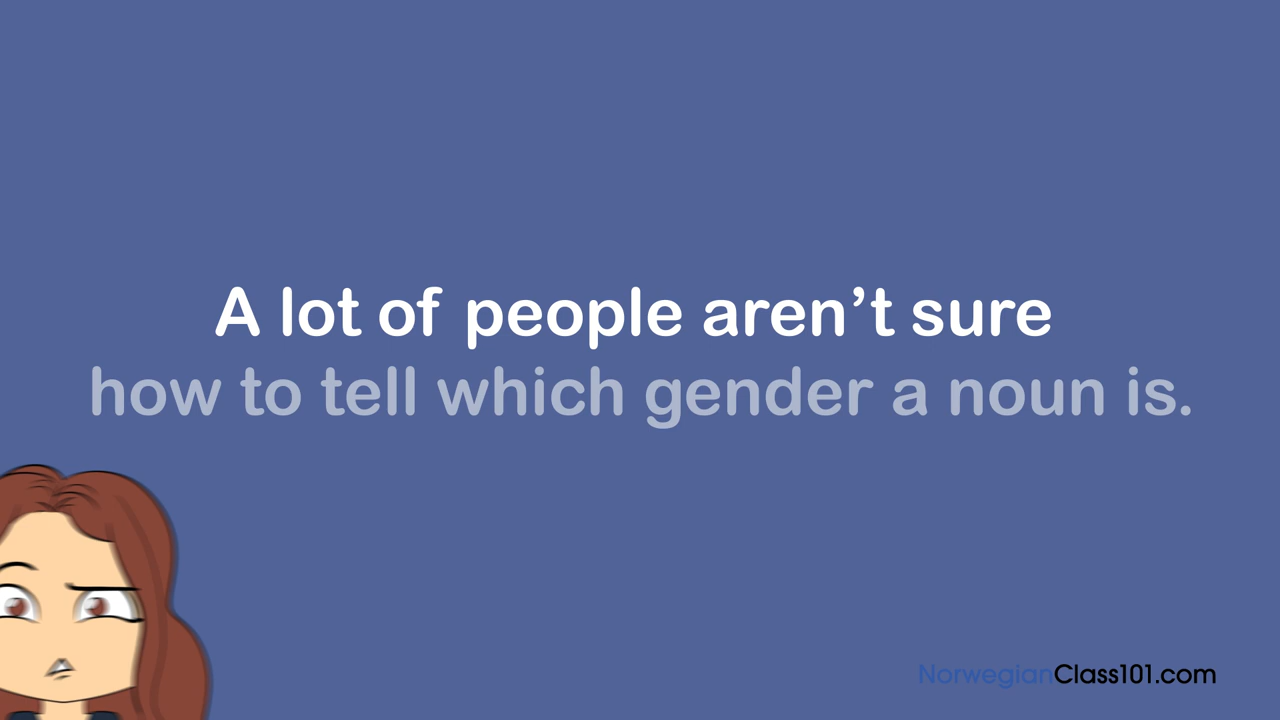 A lot of people aren’t sure
how to tell which gender a noun is.
NorwegianClass101.com